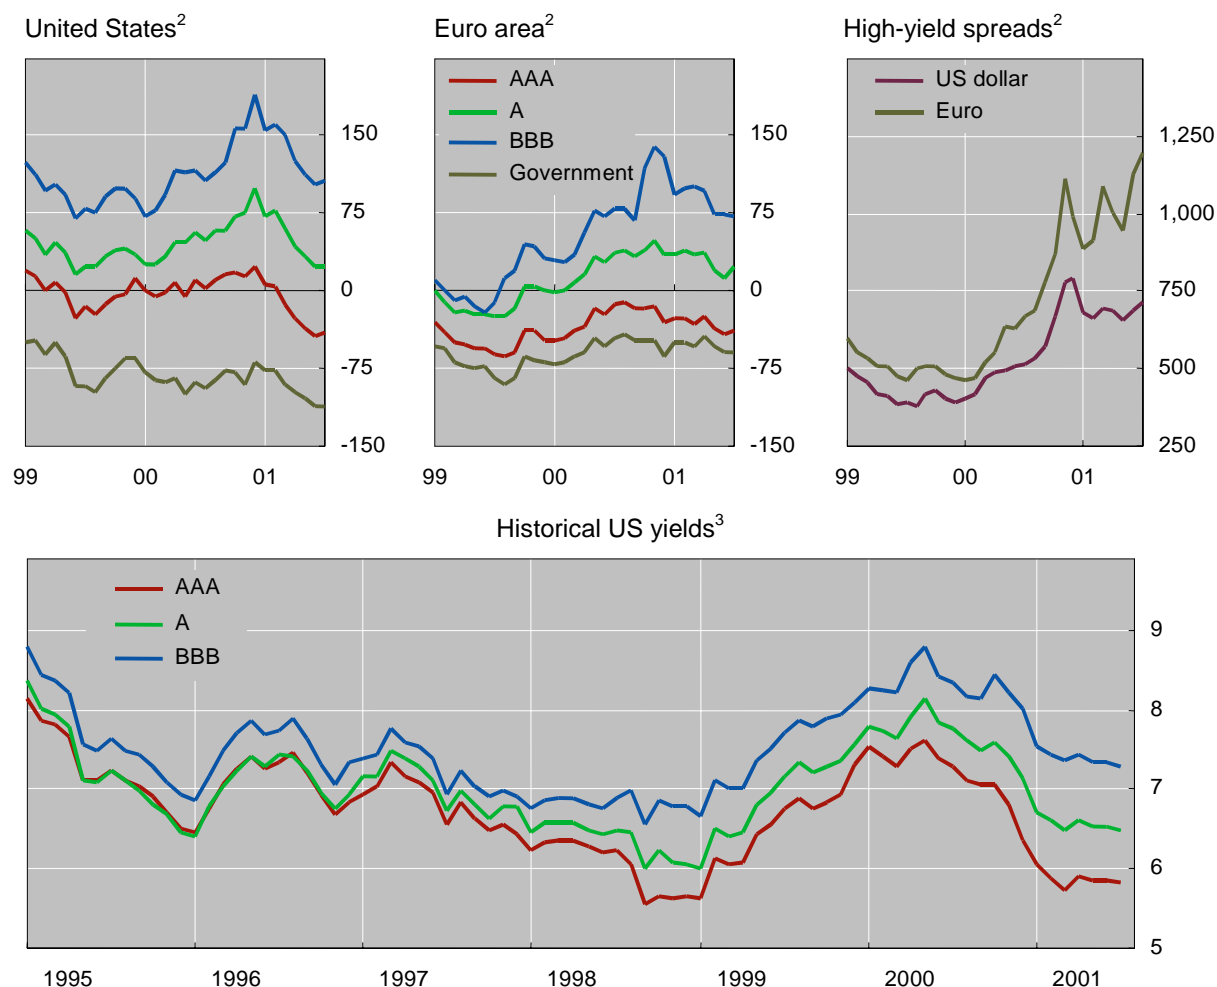 United States²
Euro area²
High-yield spreads²
AAA
A
BBB
Government
US dollar
Euro
150
75
0
-75
-150
150
75
0
-75
-150
1,250
1,000
750
500
250
99 00 01
99 00 01
99 00 01
Historical US yields³
AAA
A
BBB
9
8
7
6
5
1995 1996 1997 1998 1999 2000 2001